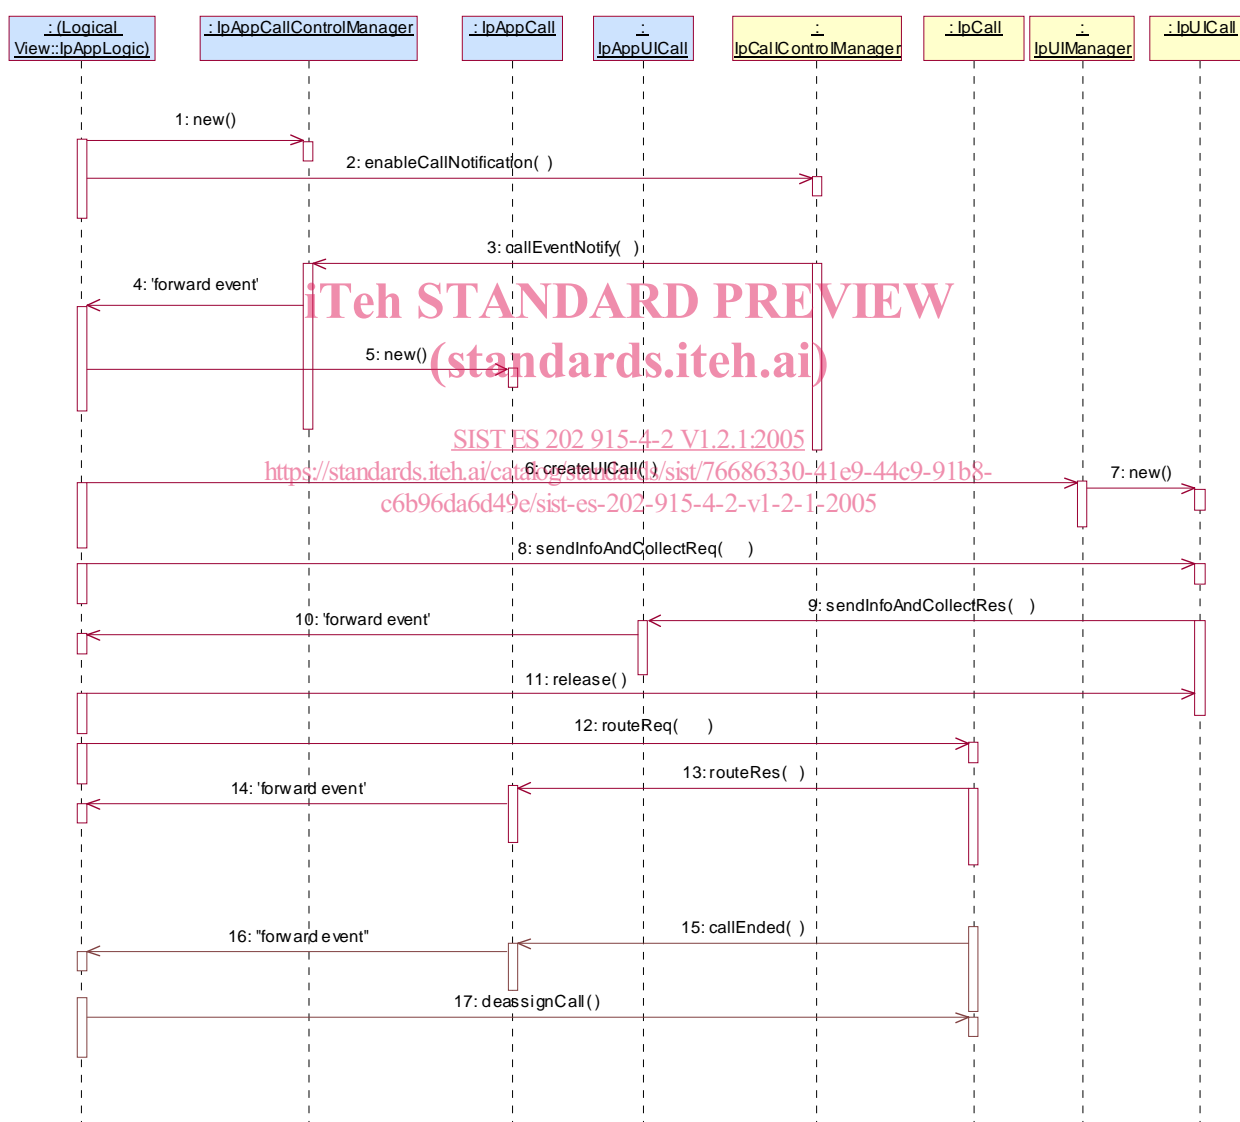 : (Logical
View::IpAppLogic)
: IpAppCallControlManager
: IpAppCall
:
IpAppUICall
:
IpCallControlManager
: IpCall
:
IpUIManager
: IpUICall
1: new()
2: enableCallNotification( )
3: callEventNotify( )
4: 'forward event'
iTeh STANDARD PREVIEW
5: new()
(standards.iteh.ai)
SIST ES 202 915-4-2 V1.2.1:2005
6: createUICall( )
https://standards.iteh.ai/catalog/standards/sist/76686330-41e9-44c9-91b8-
7: new()
c6b96da6d49e/sist-es-202-915-4-2-v1-2-1-2005
8: sendInfoAndCollectReq( )
9: sendInfoAndCollectRes( )
10: 'forward event'
11: release( )
12: routeReq( )
13: routeRes( )
14: 'forward event'
15: callEnded( )
16: "forward event"
17: deassignCall()